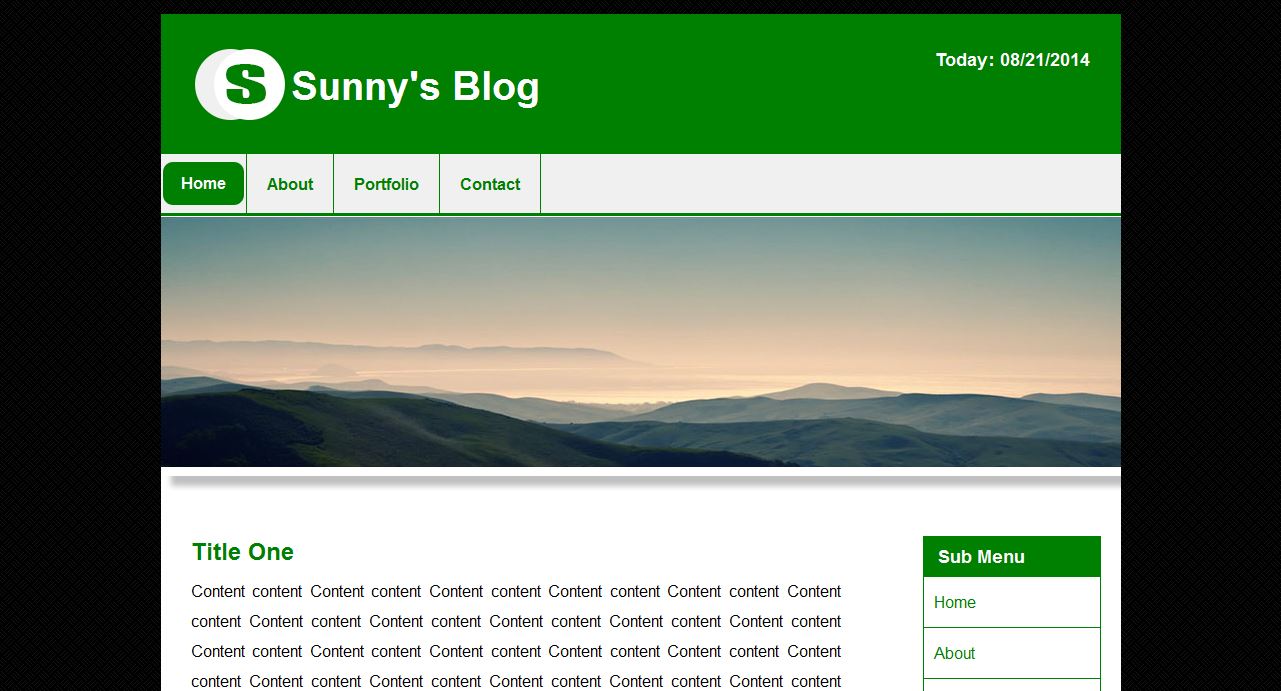 S
Sunny's Blog
Today: 08/21/2014
Home
About
Portfolio
Contact
Title One
Content content Content content Content content Content content Content content Content
content Content content Content content Content content Content content Content content
Content content Content content Content content Content content Content content Content
content Content content Content content Content content Content content Content content
Sub Menu
Home
About